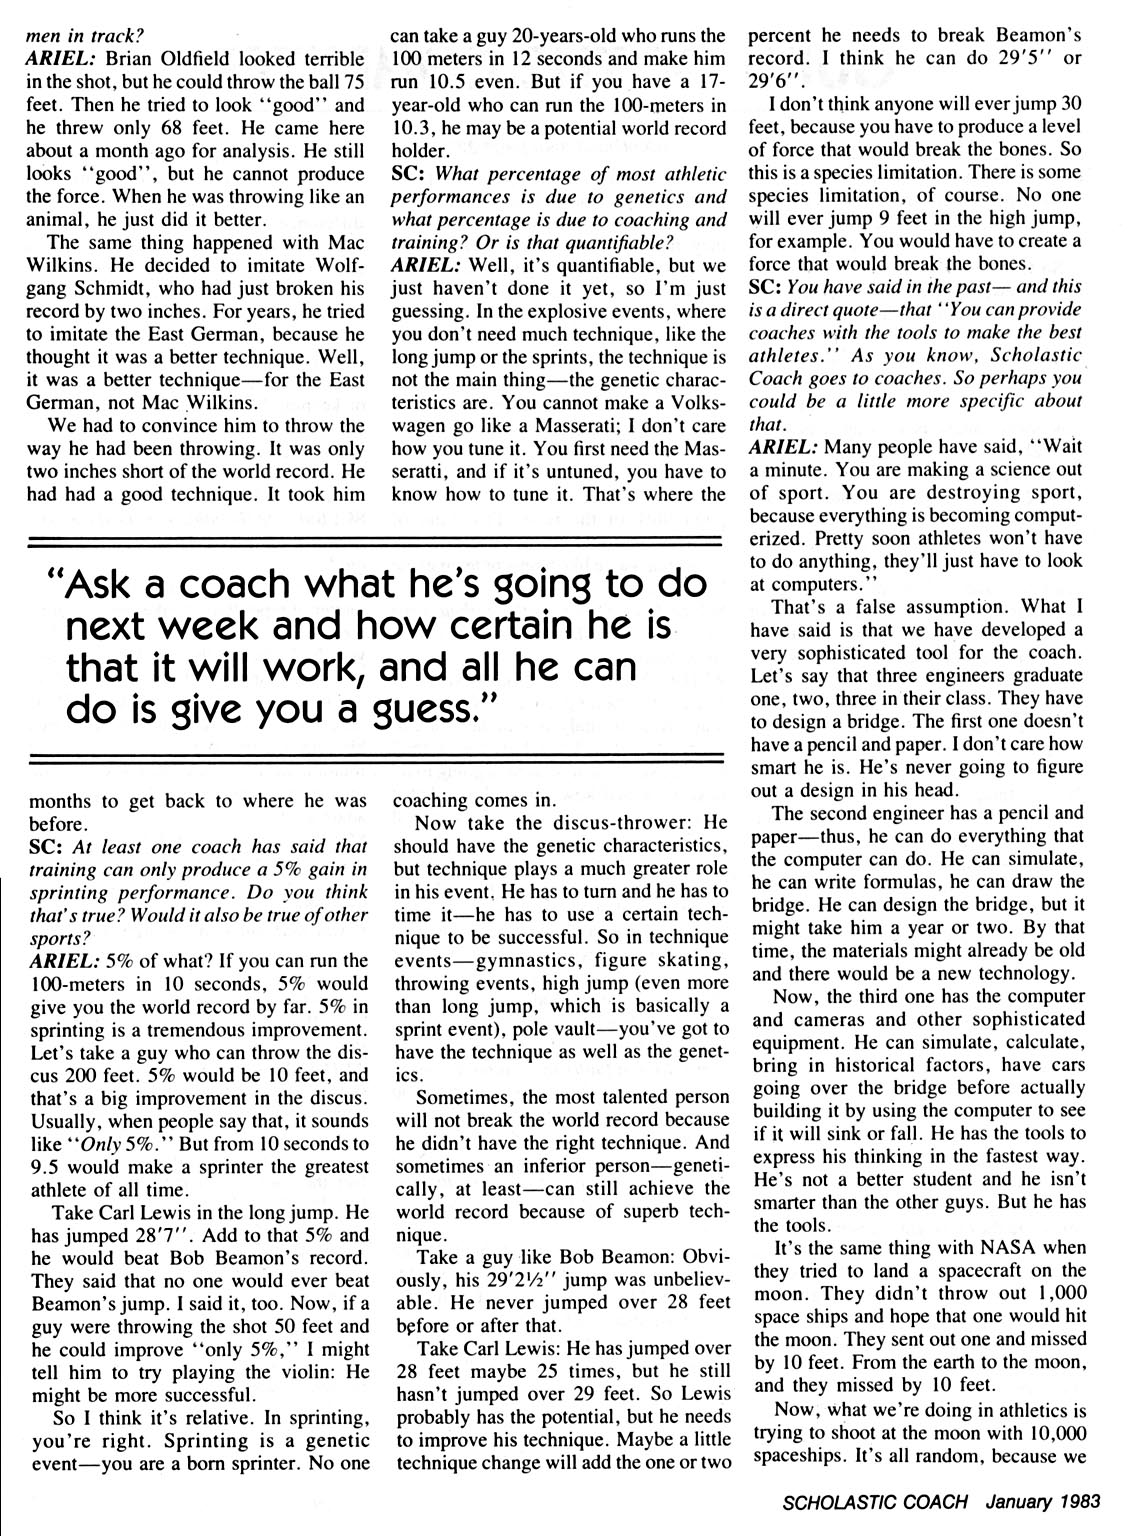 men in track?
ARIEL: Brian Oldfield looked terrible
in the shot, but he could throw the ball 75
feet. Then he tried to look "good" and
he threw only 68 feet. He came here
about a month ago for analysis. He still
looks "good", but he cannot produce
the force. When he was throwing like an
animal, he just did it better.
The same thing happened with Mac
Wilkins. He decided to imitate Wolf-
gang Schmidt, who had just broken his
record by two inches. For years, he tried
to imitate the East German, because he
thought it was a better technique. Well,
it was a better technique—for the East
German, not Mac Wilkins.
We had to convince him to throw the
way he had been throwing. It was only
two inches short of the world record. He
had had a good technique. It took him
months to get back to where he was
before.
SC: At least one coach has said that
training can only produce a 5% gain in
sprinting performance. Do you think
that's true? Would it also be true of other
sports?
ARIEL: 5% of what? If you can run the
100-meters in 10 seconds, 5% would
give you the world record by far. 5% in
sprinting is a tremendous improvement.
Let's take a guy who can throw the dis-
cus 200 feet. 5% would be 10 feet, and
that's a big improvement in the discus.
Usually, when people say that, it sounds
like "Only 5%." But from 10 seconds to
9.5 would make a sprinter the greatest
athlete of all time.
Take Carl Lewis in the long jump. He
has jumped 28'7''. Add to that 5% and
he would beat Bob Beamon's record.
They said that no one would ever beat
Beamon's jump. I said it, too. Now, if a
guy were throwing the shot 50 feet and
he could improve "only 5%," I might
tell him to try playing the violin: He
might be more successful.
So I think it's relative. In sprinting,
you're right. Sprinting is a genetic
event—you are a born sprinter. No one
can take a guy 20-years-old who runs the
100 meters in 12 seconds and make him
run 10.5 even. But if you have a 17-
year-old who can run the 100-meters in
10.3, he may be a potential world record
holder.
SC: What percentage of most athletic
performances is due to genetics and
what percentage is due to coaching and
training? Or is that quantifiable?
ARIEL: Well, it's quantifiable, but we
just haven't done it yet, so I'm just
guessing. In the explosive events, where
you don't need much technique, like the
long jump or the sprints, the technique is
not the main thing—the genetic charac-
teristics are. You cannot make a Volks-
wagen go like a Masserati; I don't care
how you tune it. You first need the Mas-
seratti, and if it's untuned, you have to
know how to tune it. That's where the
coaching comes in.
Now take the discus-thrower: He
should have the genetic characteristics,
but technique plays a much greater role
in his event. He has to turn and he has to
time it—he has to use a certain tech-
nique to be successful. So in technique
events—gymnastics, figure skating,
throwing events, high jump (even more
than long jump, which is basically a
sprint event), pole vault—you've got to
have the technique as well as the genet-
ics.
Sometimes, the most talented person
will not break the world record because
he didn't have the right technique. And
sometimes an inferior person—geneti-
cally, at least—can still achieve the
world record because of superb tech-
nique.
Take a guy like Bob Beamon: Obvi-
ously, his 29'2½'' jump was unbeliev-
able. He never jumped over 28 feet
before or after that.
Take Carl Lewis: He has jumped over
28 feet maybe 25 times, but he still
hasn't jumped over 29 feet. So Lewis
probably has the potential, but he needs
to improve his technique. Maybe a little
technique change will add the one or two
"Ask a coach what he's going to do
next week and how certain he is
that it will work, and all he can
do is give you a guess."
percent he needs to break Beamon's
record. I think he can do 29'5'' or
29'6''.
I don't think anyone will ever jump 30
feet, because you have to produce a level
of force that would break the bones. So
this is a species limitation. There is some
species limitation, of course. No one
will ever jump 9 feet in the high jump,
for example. You would have to create a
force that would break the bones.
SC: You have said in the past— and this
is a direct quote—that "You can provide
coaches with the tools to make the best
athletes." As you know, Scholastic
Coach goes to coaches. So perhaps you
could be a little more specific about
that.
ARIEL: Many people have said, "Wait
a minute. You are making a science out
of sport. You are destroying sport,
because everything is becoming comput-
erized. Pretty soon athletes won't have
to do anything, they'll just have to look
at computers."
That's a false assumption. What I
have said is that we have developed a
very sophisticated tool for the coach.
Let's say that three engineers graduate
one, two, three in their class. They have
to design a bridge. The first one doesn't
have a pencil and paper. I don't care how
smart he is. He's never going to figure
out a design in his head.
The second engineer has a pencil and
paper—thus, he can do everything that
the computer can do. He can simulate,
he can write formulas, he can draw the
bridge. He can design the bridge, but it
might take him a year or two. By that
time, the materials might already be old
and there would be a new technology.
Now, the third one has the computer
and cameras and other sophisticated
equipment. He can simulate, calculate,
bring in historical factors, have cars
going over the bridge before actually
building it by using the computer to see
if it will sink or fall. He has the tools to
express his thinking in the fastest way.
He's not a better student and he isn't
smarter than the other guys. But he has
the tools.
It's the same thing with NASA when
they tried to land a spacecraft on the
moon. They didn't throw out 1,000
space ships and hope that one would hit
the moon. They sent out one and missed
by 10 feet. From the earth to the moon,
and they missed by 10 feet.
Now, what we're doing in athletics is
trying to shoot at the moon with 10,000
spaceships. It's all random, because we
SCHOLASTIC COACH January 1983